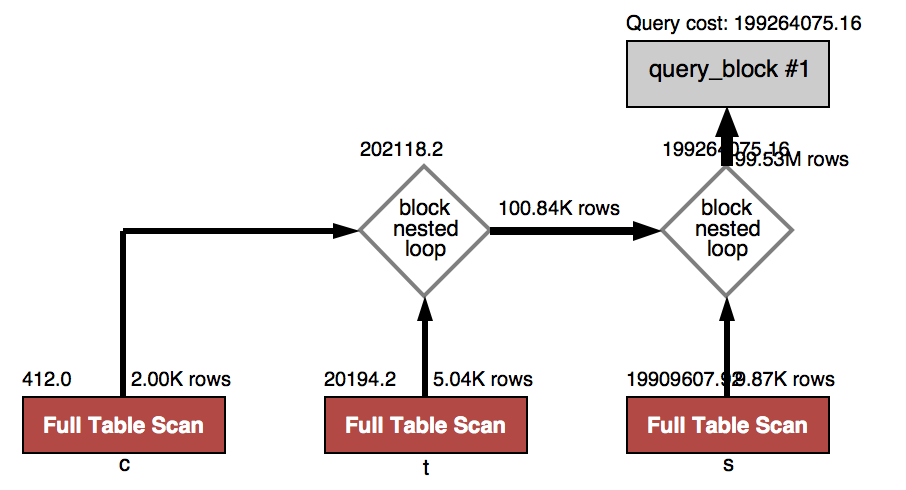 Query cost: 199264075.16
query_block #1
202118.2
199264075.16
99.53M rows
block
nested
loop
100.84K rows
block
nested
loop
412.0
2.00K rows
20194.2
5.04K rows
19909607.92
9.87K rows
Full Table Scan
Full Table Scan
Full Table Scan
c
t
s